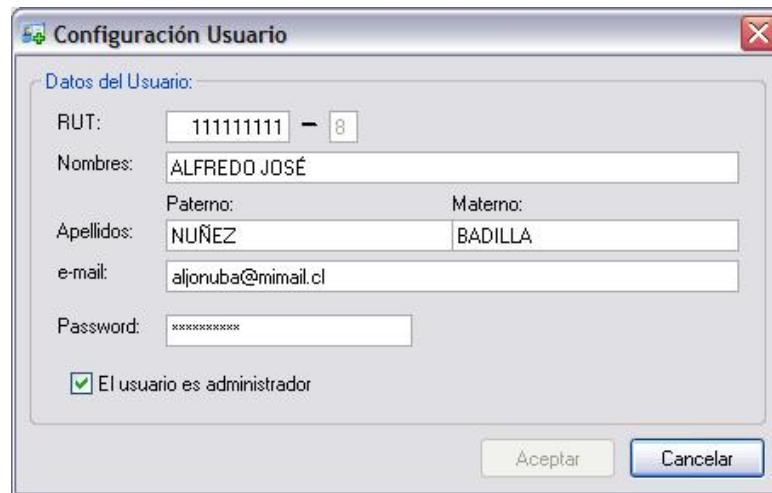 Configuración Usuario
Datos del Usuario:
RUT: 111111111 – 8
Nombres: ALFREDO JOSÉ
Paterno: Materno:
Apellidos: NUÑEZ BADILLA
e-mail: aljonuba@mimail.cl
Password: **********
El usuario es administrador
Aceptar Cancelar